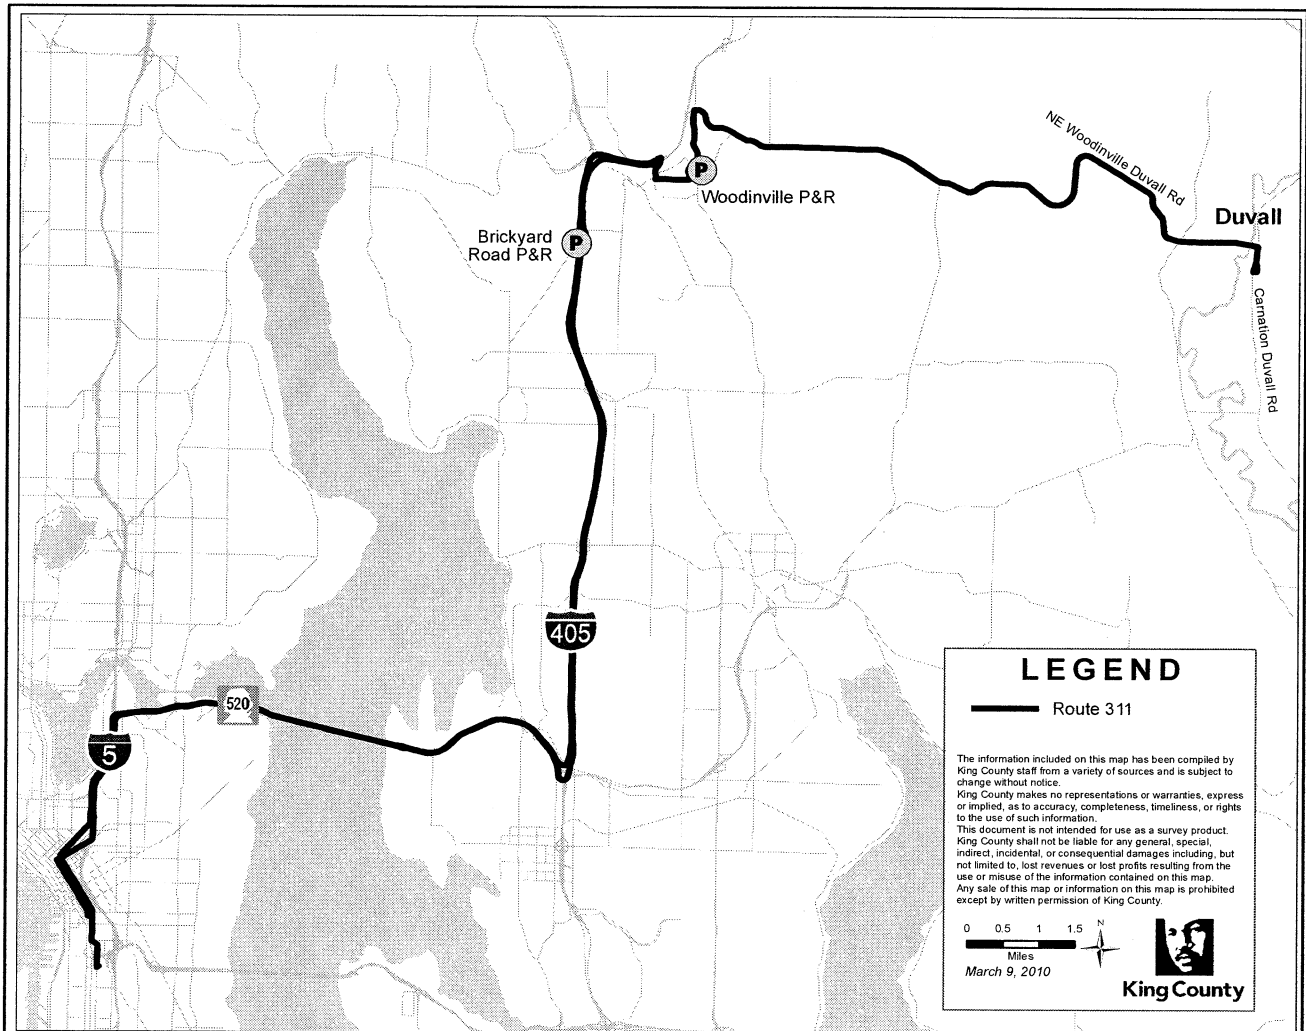 NE Woodinville Duvall Rd
P
Woodinville P&R
Duvall
Brickyard
Road P&R
P
Carnation Duvall Rd
405
520
5
LEGEND
Route 311
The information included on this map has been compiled by
King County staff from a variety of sources and is subject to
change without notice.
King County makes no representations or warranties, express
or implied, as to accuracy, completeness, timeliness, or rights
to the use of such information.
This document is not intended for use as a survey product.
King County shall not be liable for any general, special,
indirect, incidental, or consequential damages including, but
not limited to, lost revenues or lost profits resulting from the
use or misuse of the information contained on this map.
Any sale of this map or information on this map is prohibited
except by written permission of King County.
0 0.5 1 1.5
N
Miles
March 9, 2010
King County